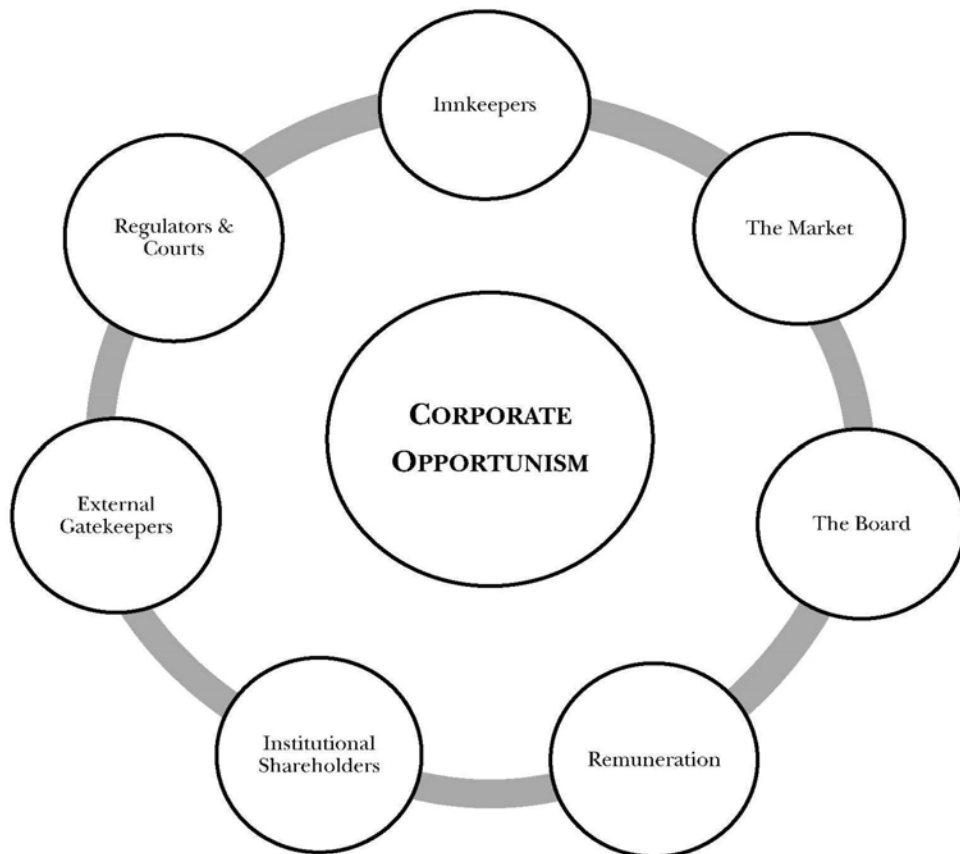 Innkeepers
The Market
The Board
Remuneration
Institutional
Shareholders
External
Gatekeepers
Regulators &
Courts
CORPORATE
OPPORTUNISM